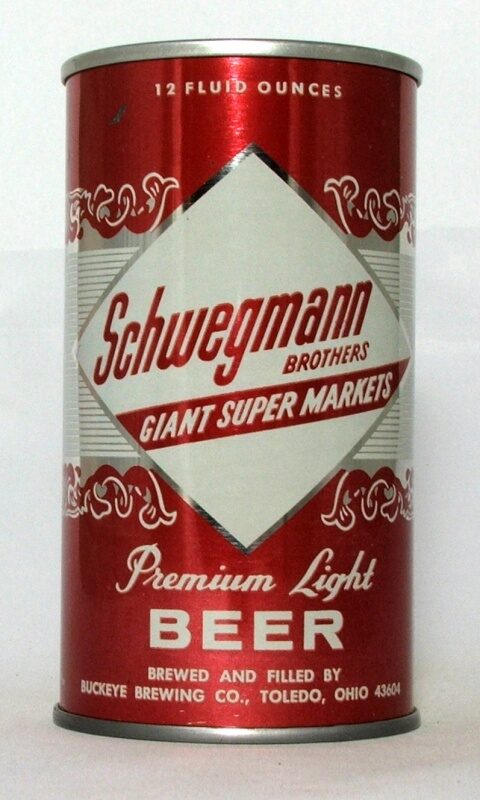 12 FLUID OUNCES
Schwegmann
BROTHERS
GIANT SUPER MARKETS
Premium Light
BEER
BREWED AND FILLED BY
BUCKEYE BREWING CO., TOLEDO, OHIO 43604